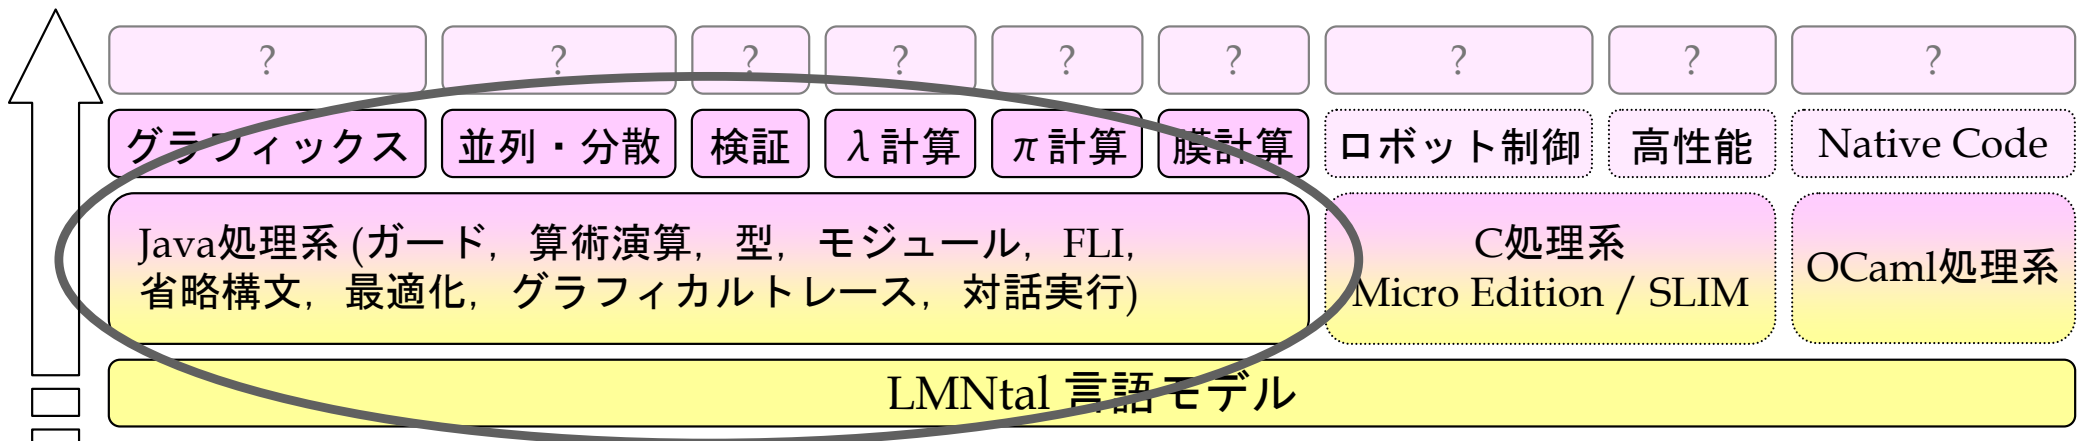 ? ? ? ? ? ? ? ? ?
グラフィックス 並列・分散 検証 λ計算 π計算 膜計算 ロボット制御 高性能 Native Code
Java処理系 (ガード, 算術演算, 型, モジュール, FLI,
省略構文, 最適化, グラフィカルトレース, 対話実行)
C処理系
Micro Edition / SLIM
OCaml処理系
LMNtal 言語モデル